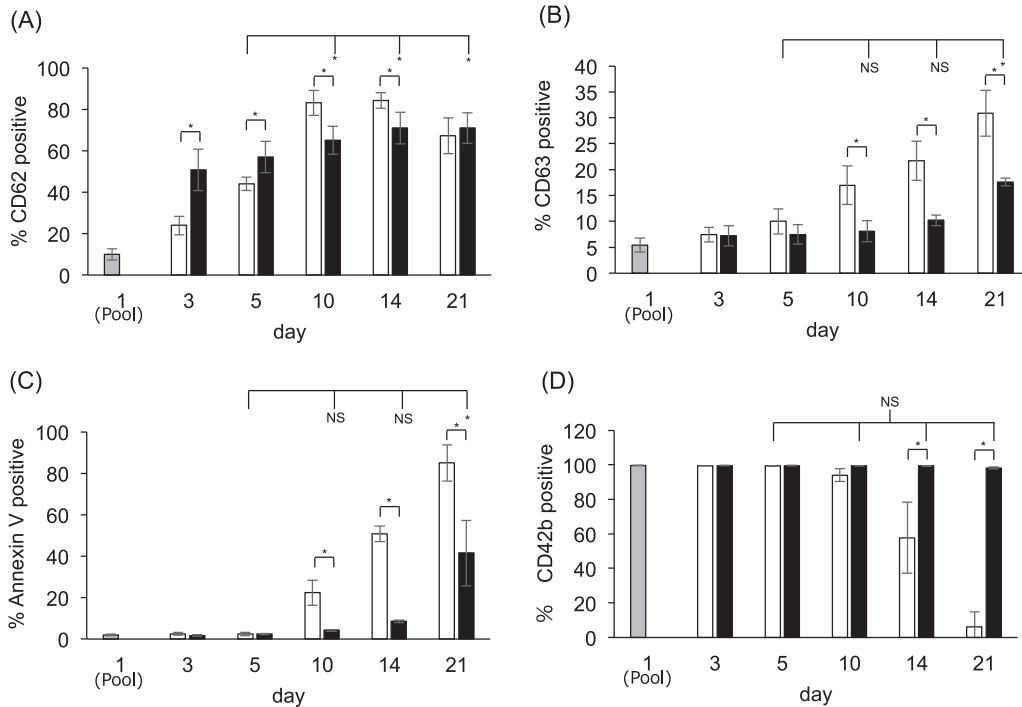 (A)
* * *
* * * *
100
80
60
40
20
0
% CD62 positive
1 3 5 10 14 21
(Pool)
day
(B)
NS NS *
* * *
40
35
30
25
20
15
10
5
0
% CD63 positive
1 3 5 10 14 21
(Pool)
day
(C)
NS NS *
* * *
100
80
60
40
20
0
% Annexin V positive
1 3 5 10 14 21
(Pool)
day
(D)
NS
* *
120
100
80
60
40
20
0
% CD42b positive
1 3 5 10 14 21
(Pool)
day